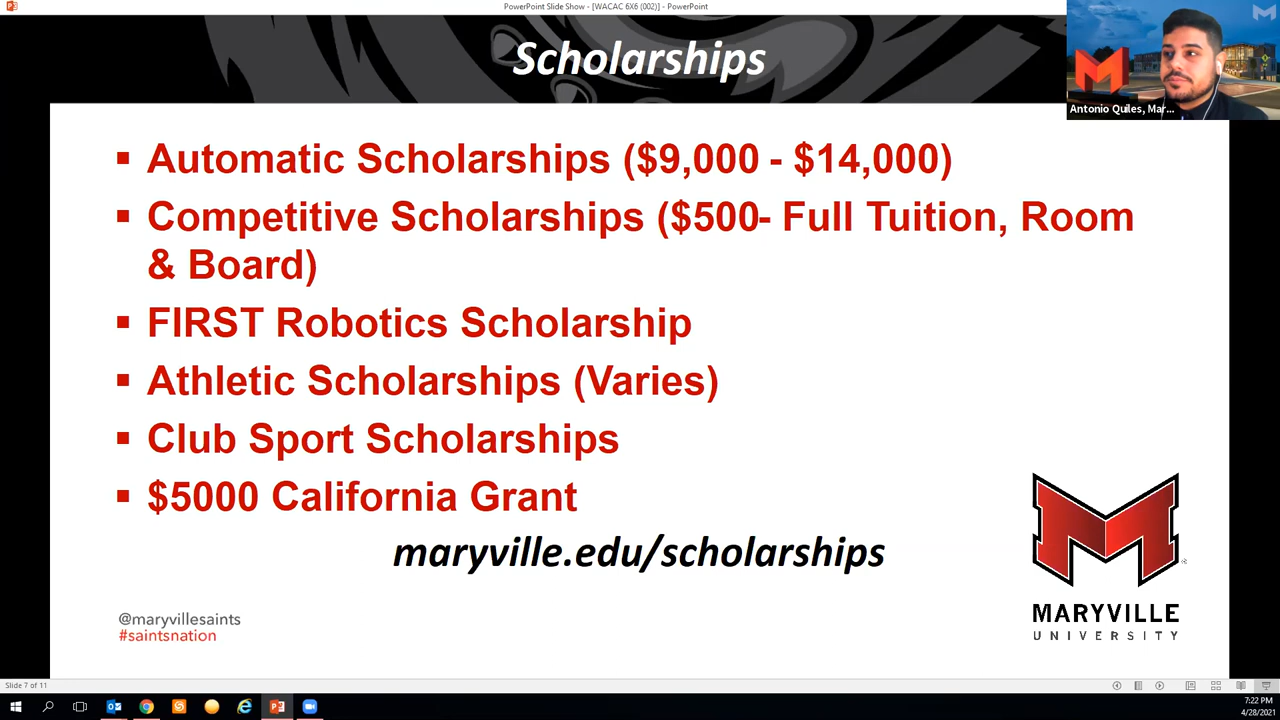 PowerPoint Slide Show - [WACAC 6X6 (002)] - PowerPoint
Scholarships
Antonio Quiles, Mar...
▪ Automatic Scholarships ($9,000 - $14,000)
▪ Competitive Scholarships ($500- Full Tuition, Room
& Board)
▪ FIRST Robotics Scholarship
▪ Athletic Scholarships (Varies)
▪ Club Sport Scholarships
▪ $5000 California Grant
maryville.edu/scholarships
MARYVILLE
UNIVERSITY
@maryvillesaints
#saintsnation
Slide 7 of 11
7:22 PM
4/28/2021